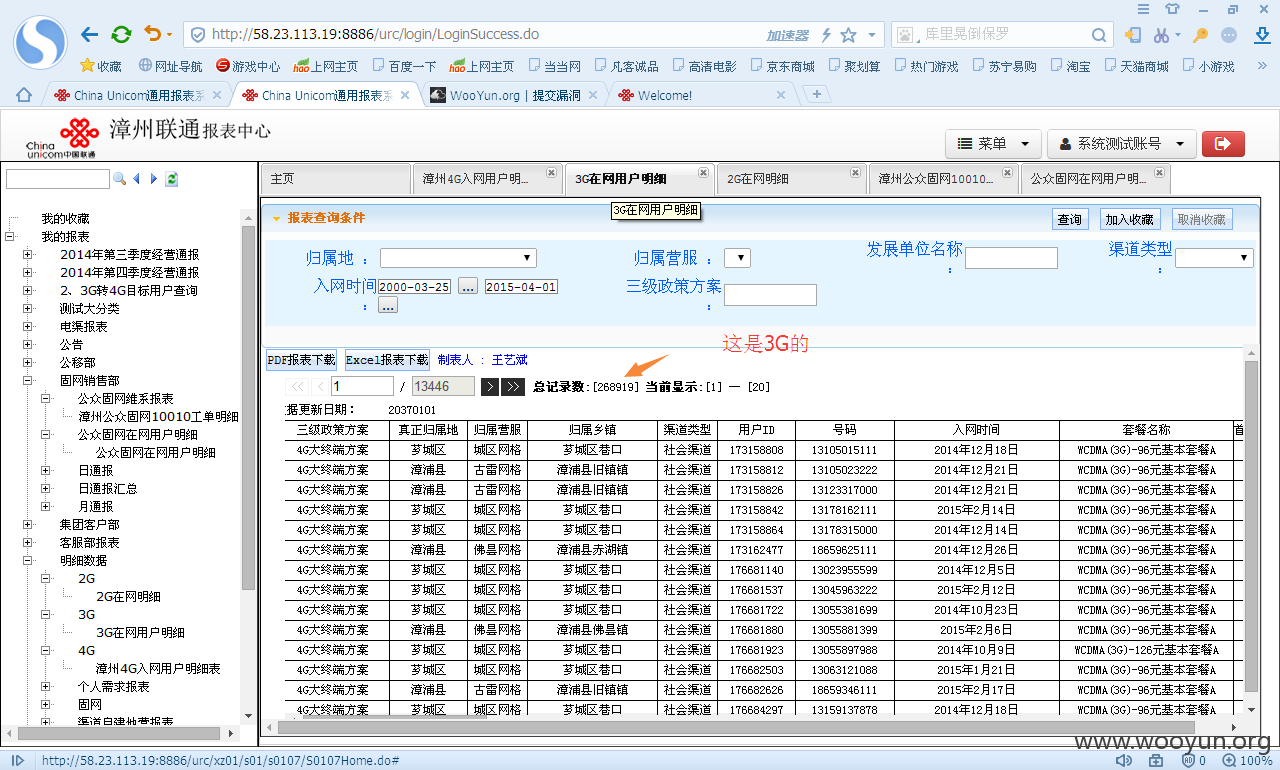 http://58.23.113.19:8886/urc/login/LoginSuccess.do 加速器 库里晃倒保罗
收藏 网址导航 游戏中心 hao上网主页 百度一下 hao上网主页 当当网 凡客诚品 高清电影 京东商城 聚划算 热门游戏 苏宁易购 淘宝 天猫商城 小游戏
China Unicom通用报表系 China Unicom通用报表系 WooYun.org | 提交漏洞 Welcome!
China unicom中国联通 漳州联通报表中心 菜单 系统测试账号
主页 漳州4G入网用户明... 3G在网用户明细 2G在网明细 漳州公众固网10010... 公众固网在网用户明...
3G在网用户明细
我的收藏
我的报表
2014年第三季度经营通报
2014年第四季度经营通报
2、3G转4G目标用户查询
测试大分类
电渠报表
公告
公移部
固网销售部
公众固网维系报表
漳州公众固网10010工单明细
公众固网在网用户明细
公众固网在网用户明细
日通报
日通报汇总
月通报
集团客户部
客服部报表
明细数据
2G
2G在网明细
3G
3G在网用户明细
4G
漳州4G入网用户明细表
个人需求报表
固网
渠道自建他营报表
报表查询条件 查询 加入收藏 取消收藏
归属地 : 归属营服 : 发展单位名称 : 渠道类型 :
入网时间 : 2000-03-25 ... 2015-04-01 ... 三级政策方案 :
这是3G的
PDF报表下载 Excel报表下载 制表人 : 王艺斌
1 / 13446 总记录数:[268919] 当前显示:[1] — [20]
据更新日期: 20370101
三级政策方案 真正归属地 归属营服 归属乡镇 渠道类型 用户ID 号码 入网时间 套餐名称 首
4G大终端方案 芗城区 城区网格 芗城区巷口 社会渠道 173158808 13105015111 2014年12月18日 WCDMA(3G)-96元基本套餐A
4G大终端方案 漳浦县 古雷网格 漳浦县旧镇镇 社会渠道 173158812 13105023222 2014年12月21日 WCDMA(3G)-96元基本套餐A
4G大终端方案 漳浦县 古雷网格 漳浦县旧镇镇 社会渠道 173158826 13123317000 2014年12月21日 WCDMA(3G)-96元基本套餐A
4G大终端方案 芗城区 城区网格 芗城区巷口 社会渠道 173158842 13178162111 2015年2月14日 WCDMA(3G)-96元基本套餐A
4G大终端方案 芗城区 城区网格 芗城区巷口 社会渠道 173158864 13178315000 2014年12月14日 WCDMA(3G)-96元基本套餐A
4G大终端方案 漳浦县 佛昙网格 漳浦县赤湖镇 社会渠道 173161477 18659625111 2014年12月26日 WCDMA(3G)-96元基本套餐A
4G大终端方案 芗城区 城区网格 芗城区巷口 社会渠道 176681140 13023955599 2014年12月5日 WCDMA(3G)-96元基本套餐A
4G大终端方案 芗城区 城区网格 芗城区巷口 社会渠道 176681537 13045963222 2015年2月12日 WCDMA(3G)-96元基本套餐A
4G大终端方案 芗城区 城区网格 芗城区巷口 社会渠道 176681722 13055381699 2014年10月23日 WCDMA(3G)-96元基本套餐A
4G大终端方案 漳浦县 佛昙网格 漳浦县佛昙镇 社会渠道 176681880 13055881399 2015年2月6日 WCDMA(3G)-96元基本套餐A
4G大终端方案 芗城区 城区网格 芗城区巷口 社会渠道 176681923 13055897988 2014年10月9日 WCDMA(3G)-126元基本套餐A
4G大终端方案 芗城区 城区网格 芗城区巷口 社会渠道 176682503 13063121088 2015年1月21日 WCDMA(3G)-96元基本套餐A
4G大终端方案 漳浦县 古雷网格 漳浦县旧镇镇 社会渠道 176682626 18659346111 2015年2月17日 WCDMA(3G)-96元基本套餐A
4G大终端方案 芗城区 城区网格 芗城区巷口 社会渠道 176684297 13159137878 2014年12月18日 WCDMA(3G)-96元基本套餐A
www.wooyun.org
http://58.23.113.19:8886/urc/xz01/s01/s0107/S0107Home.do# 0 100%